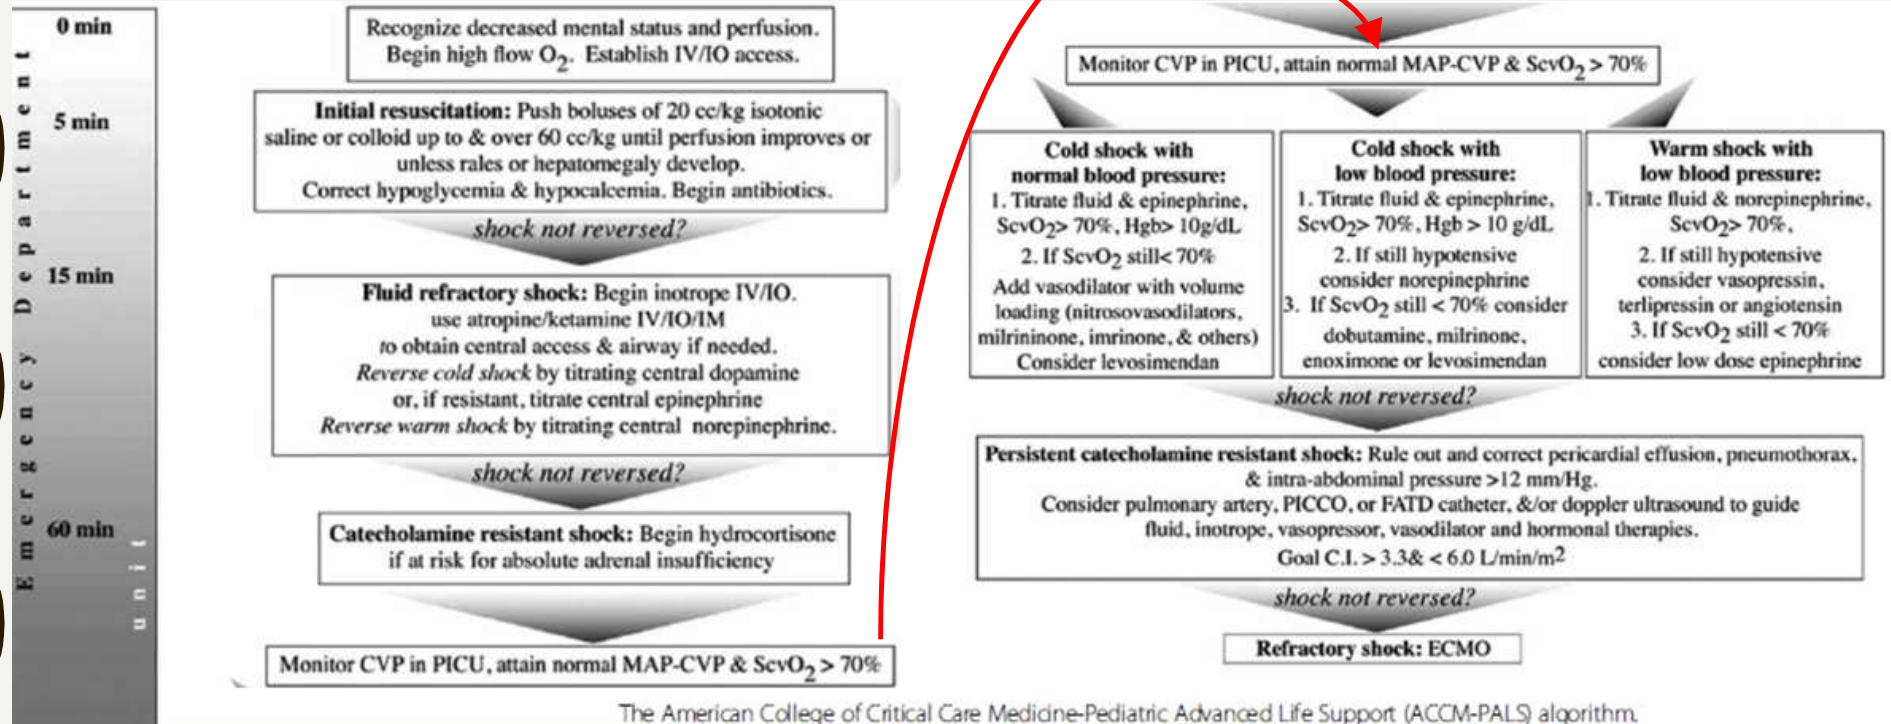 Emergency Department
unit
0 min
5 min
15 min
60 min
Recognize decreased mental status and perfusion.
Begin high flow O2. Establish IV/IO access.
Initial resuscitation: Push boluses of 20 cc/kg isotonic
saline or colloid up to & over 60 cc/kg until perfusion improves or
unless rales or hepatomegaly develop.
Correct hypoglycemia & hypocalcemia. Begin antibiotics.
shock not reversed?
Fluid refractory shock: Begin inotrope IV/IO.
use atropine/ketamine IV/IO/IM
to obtain central access & airway if needed.
Reverse cold shock by titrating central dopamine
or, if resistant, titrate central epinephrine
Reverse warm shock by titrating central norepinephrine.
shock not reversed?
Catecholamine resistant shock: Begin hydrocortisone
if at risk for absolute adrenal insufficiency
Monitor CVP in PICU, attain normal MAP-CVP & ScvO2 > 70%
Monitor CVP in PICU, attain normal MAP-CVP & ScvO2 > 70%
Cold shock with
normal blood pressure:
1. Titrate fluid & epinephrine,
ScvO2> 70%, Hgb> 10g/dL
2. If ScvO2 still< 70%
Add vasodilator with volume
loading (nitrosovasodilators,
milrininone, imrinone, & others)
Consider levosimendan
Cold shock with
low blood pressure:
1. Titrate fluid & epinephrine,
ScvO2> 70%, Hgb > 10 g/dL
2. If still hypotensive
consider norepinephrine
3. If ScvO2 still < 70% consider
dobutamine, milrinone,
enoximone or levosimendan
Warm shock with
low blood pressure:
1. Titrate fluid & norepinephrine,
ScvO2> 70%,
2. If still hypotensive
consider vasopressin,
terlipressin or angiotensin
3. If ScvO2 still < 70%
consider low dose epinephrine
shock not reversed?
Persistent catecholamine resistant shock: Rule out and correct pericardial effusion, pneumothorax,
& intra-abdominal pressure >12 mm/Hg.
Consider pulmonary artery, PICCO, or FATD catheter, &/or doppler ultrasound to guide
fluid, inotrope, vasopressor, vasodilator and hormonal therapies.
Goal C.I. > 3.3& < 6.0 L/min/m2
shock not reversed?
Refractory shock: ECMO
The American College of Critical Care Medicine-Pediatric Advanced Life Support (ACCM-PALS) algorithm.